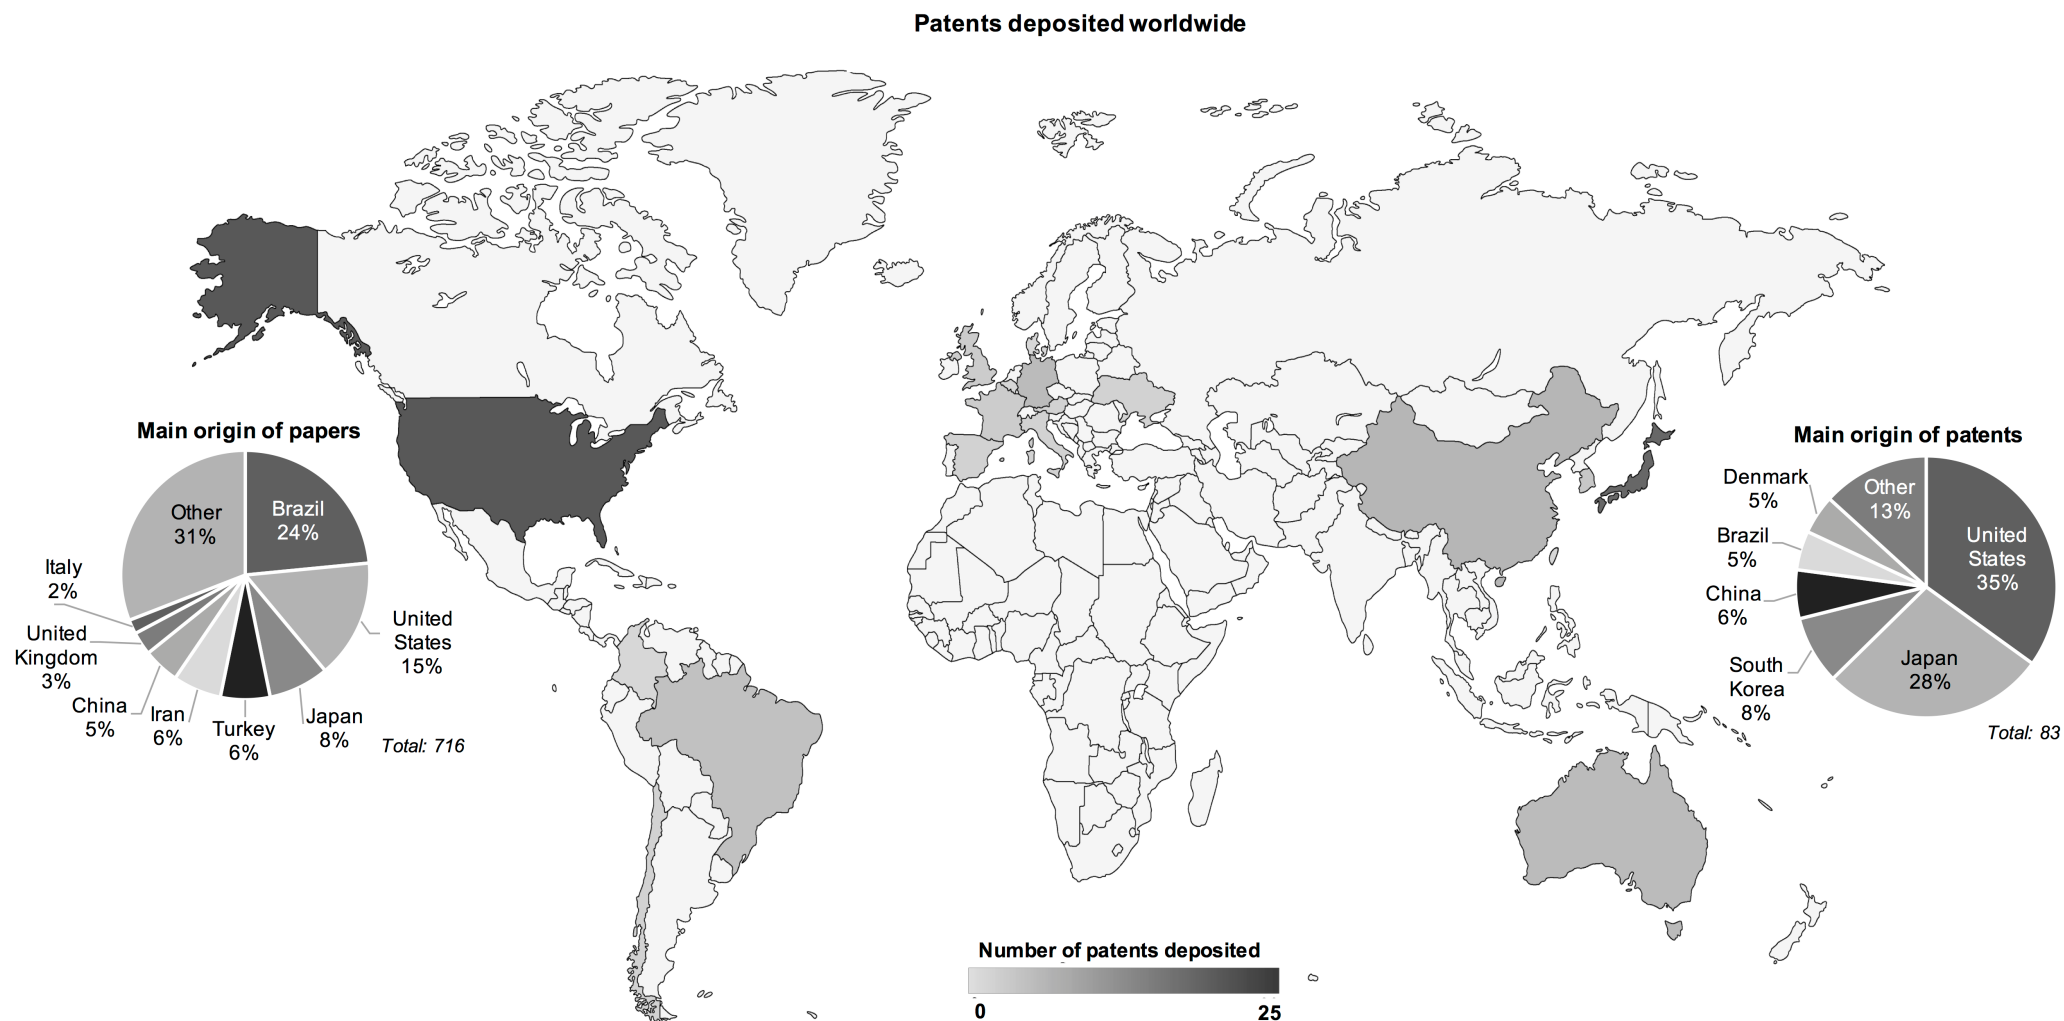 Patents deposited worldwide
Main origin of papers
Other
31%
Brazil
24%
Italy
2%
United
Kingdom
3%
China
5%
Iran
6%
Turkey
6%
Japan
8%
United
States
15%
Total: 716
Main origin of patents
Denmark
5%
Other
13%
Brazil
5%
China
6%
South
Korea
8%
United
States
35%
Japan
28%
Total: 83
Number of patents deposited
0
25